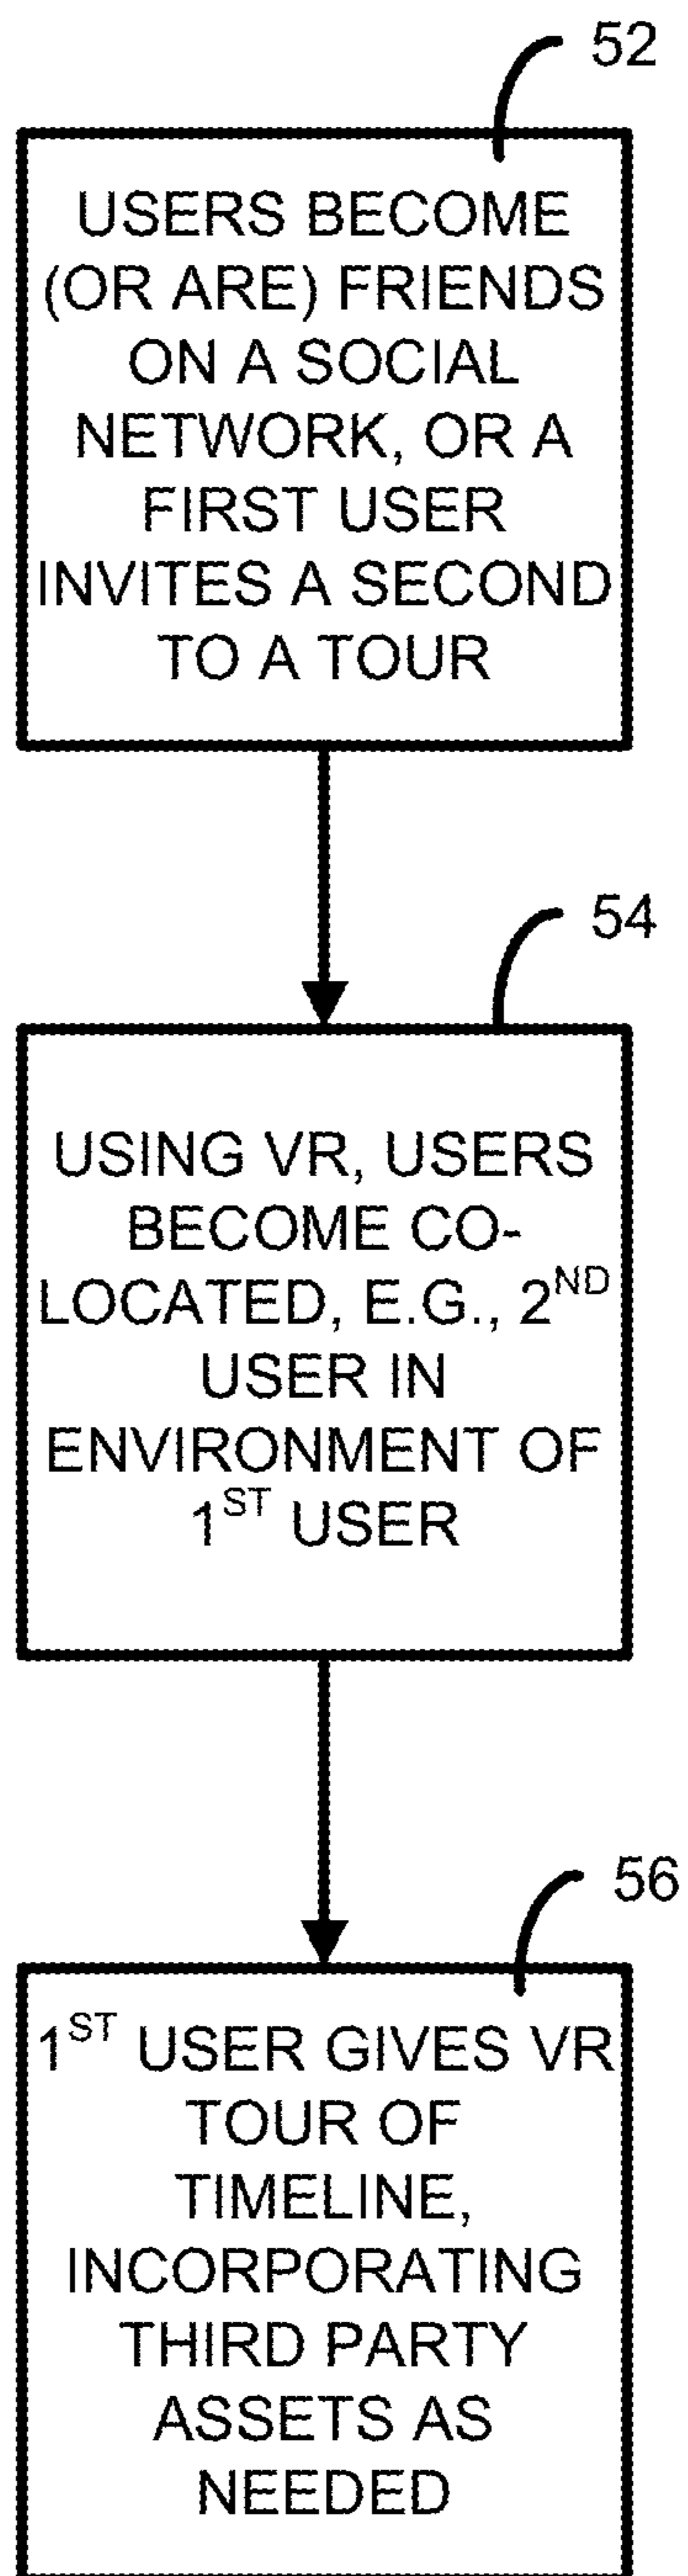 52
USERS BECOME
(OR ARE) FRIENDS
ON A SOCIAL
NETWORK, OR A
FIRST USER
INVITES A SECOND
TO A TOUR
54
USING VR, USERS
BECOME CO-
LOCATED, E.G., 2ND
USER IN
ENVIRONMENT OF
1ST USER
56
1ST USER GIVES VR
TOUR OF
TIMELINE,
INCORPORATING
THIRD PARTY
ASSETS AS
NEEDED